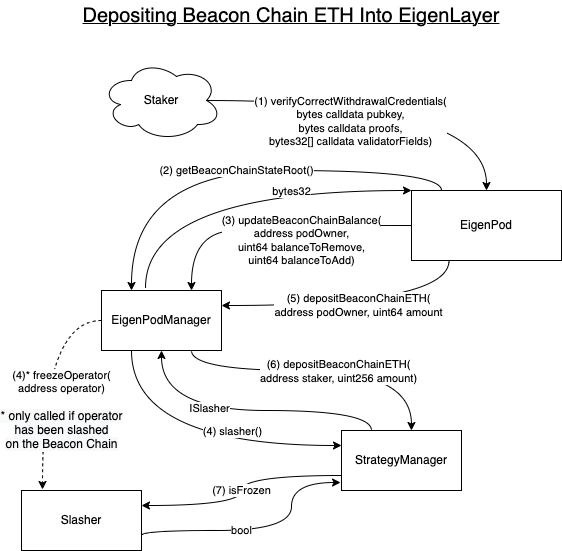 Depositing Beacon Chain ETH Into EigenLayer
Staker
(1) verifyCorrectWithdrawalCredentials(
bytes calldata pubkey,
bytes calldata proofs,
bytes32[] calldata validatorFields)
(2) getBeaconChainStateRoot()
bytes32
(3) updateBeaconChainBalance(
address podOwner,
uint64 balanceToRemove,
uint64 balanceToAdd)
EigenPod
(5) depositBeaconChainETH(
address podOwner, uint64 amount
EigenPodManager
(4)* freezeOperator(
address operator)
(6) depositBeaconChainETH(
address staker, uint256 amount)
* only called if operator
has been slashed
on the Beacon Chain
ISlasher
(4) slasher()
StrategyManager
(7) isFrozen
Slasher
bool